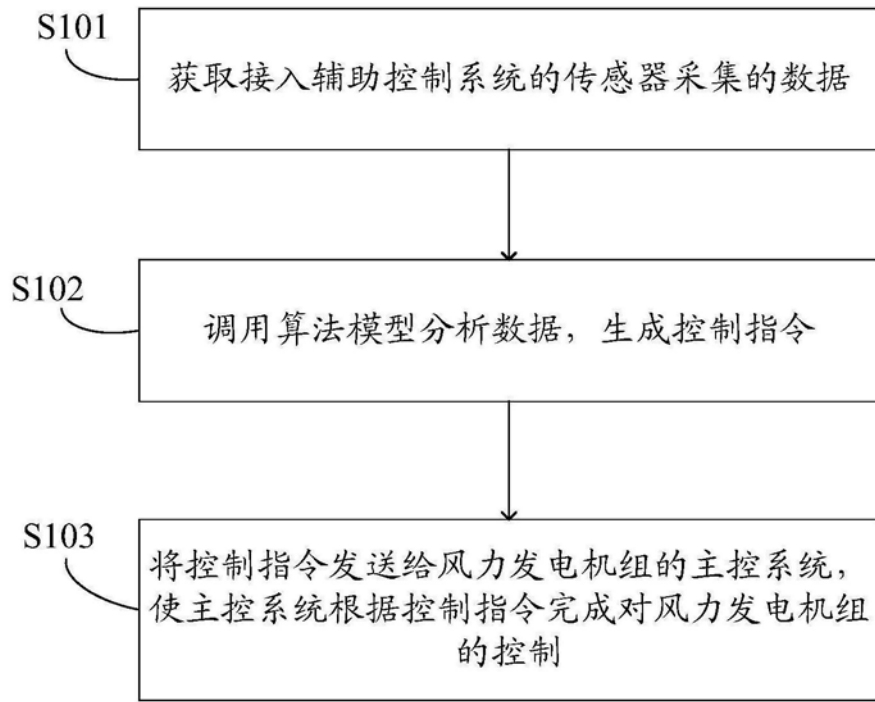 S101
获取接入辅助控制系统的传感器采集的数据
S102
调用算法模型分析数据，生成控制指令
S103
将控制指令发送给风力发电机组的主控系统，
使主控系统根据控制指令完成对风力发电机组
的控制